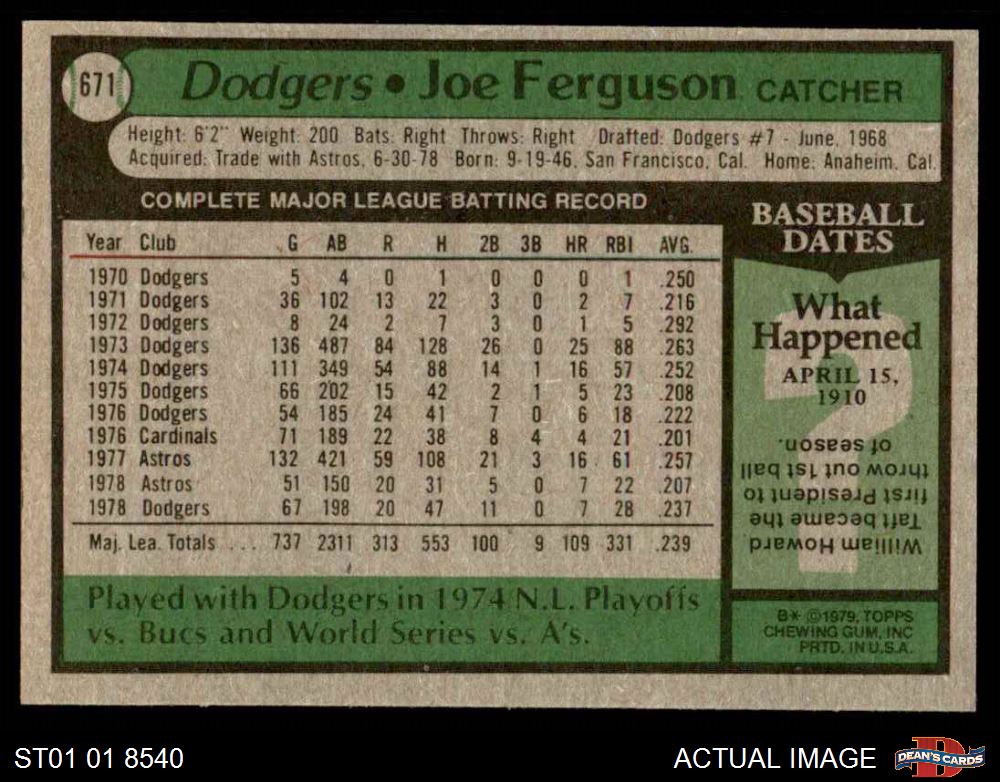 671
Dodgers • Joe Ferguson CATCHER
Height: 6'2" Weight: 200 Bats: Right Throws: Right Drafted: Dodgers #7 - June, 1968
Acquired: Trade with Astros, 6-30-78 Born: 9-19-46, San Francisco, Cal. Home: Anaheim, Cal.
COMPLETE MAJOR LEAGUE BATTING RECORD
Year Club G AB R H 2B 3B HR RBI AVG.
1970 Dodgers 5 4 0 1 0 0 0 1 .250
1971 Dodgers 36 102 13 22 3 0 2 7 .216
1972 Dodgers 8 24 2 7 3 0 1 5 .292
1973 Dodgers 136 487 84 128 26 0 25 88 .263
1974 Dodgers 111 349 54 88 14 1 16 57 .252
1975 Dodgers 66 202 15 42 2 1 5 23 .208
1976 Dodgers 54 185 24 41 7 0 6 18 .222
1976 Cardinals 71 189 22 38 8 4 4 21 .201
1977 Astros 132 421 59 108 21 3 16 61 .257
1978 Astros 51 150 20 31 5 0 7 22 .207
1978 Dodgers 67 198 20 47 11 0 7 28 .237
Maj. Lea. Totals ... 737 2311 313 553 100 9 109 331 .239
Played with Dodgers in 1974 N.L. Playoffs
vs. Bucs and World Series vs. A's.
BASEBALL
DATES
What
Happened
APRIL 15,
1910
William Howard
Taft became the
first President to
throw out 1st ball
of season.
B* ©1979, TOPPS
CHEWING GUM, INC
PRTD. IN U.S.A.
ST01 01 8540
ACTUAL IMAGE
DEAN'S CARDS